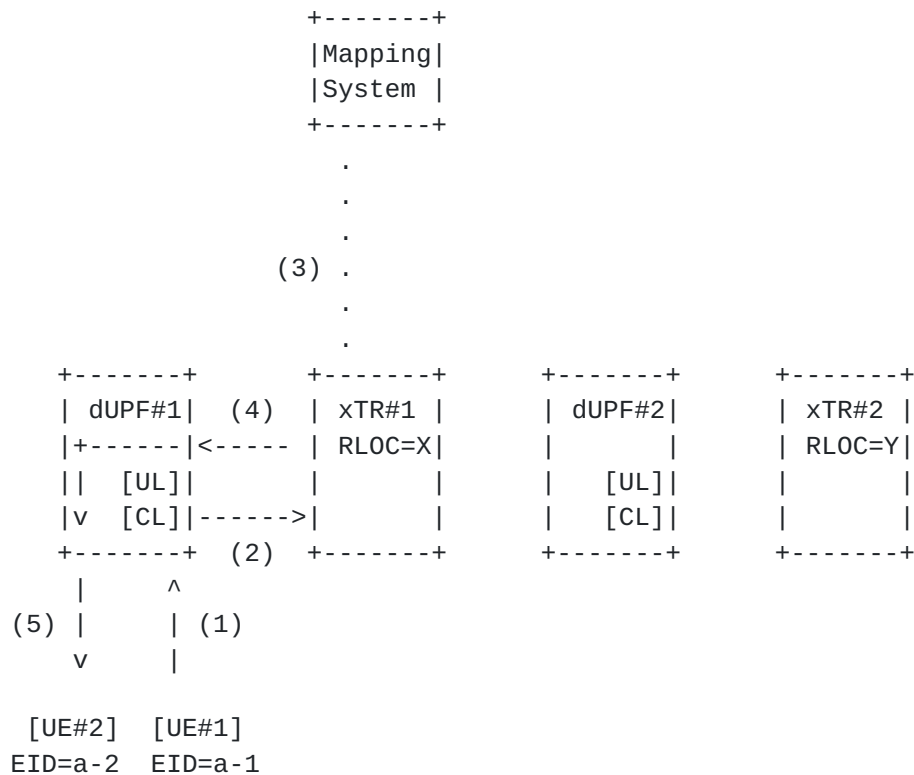 Mapping
System
(3)
dUPF#1 (4) xTR#1 dUPF#2 xTR#2
RLOC=X RLOC=Y
[UL] [UL]
[CL] [CL]
(2)
(5) (1)
[UE#2] [UE#1]
EID=a-2 EID=a-1